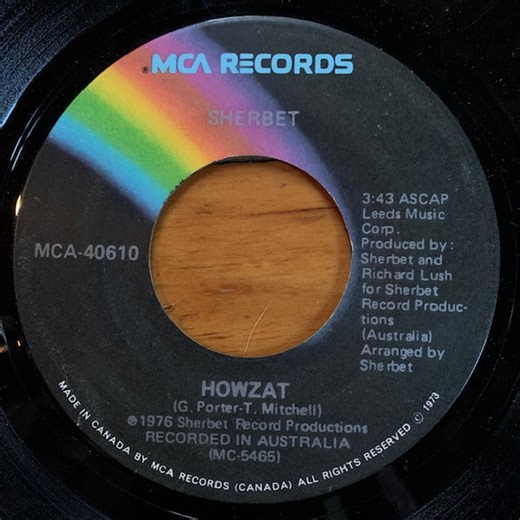 ®MCA RECORDS
SHERBET
MCA-40610
3:43 ASCAP
Leeds Music
Corp.
Produced by:
Sherbet and
Richard Lush
for Sherbet
Record Produc-
tions
(Australia)
Arranged by
Sherbet
HOWZAT
(G. Porter-T. Mitchell)
℗1976 Sherbet Record Productions
RECORDED IN AUSTRALIA
(MC-5465)
MADE IN CANADA BY MCA RECORDS (CANADA) ALL RIGHTS RESERVED © 1973